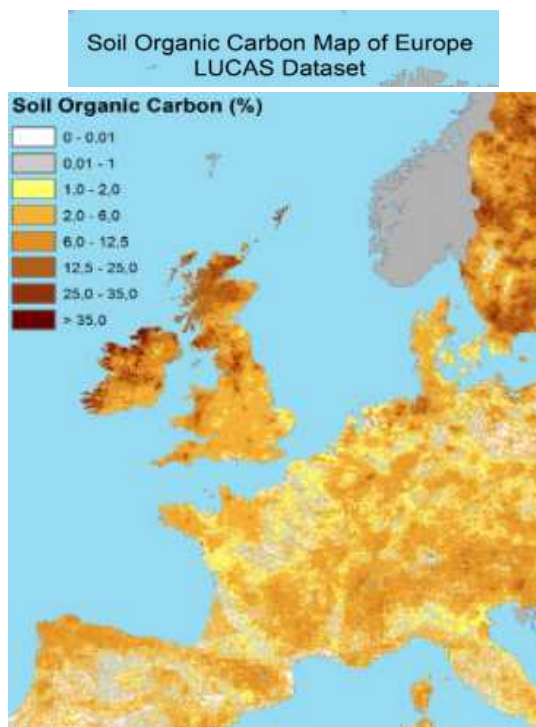 Soil Organic Carbon Map of Europe
LUCAS Dataset
Soil Organic Carbon (%)
0 - 0,01
0,01 - 1
1,0 - 2,0
2,0 - 6,0
6,0 - 12,5
12,5 - 25,0
25,0 - 35,0
> 35,0